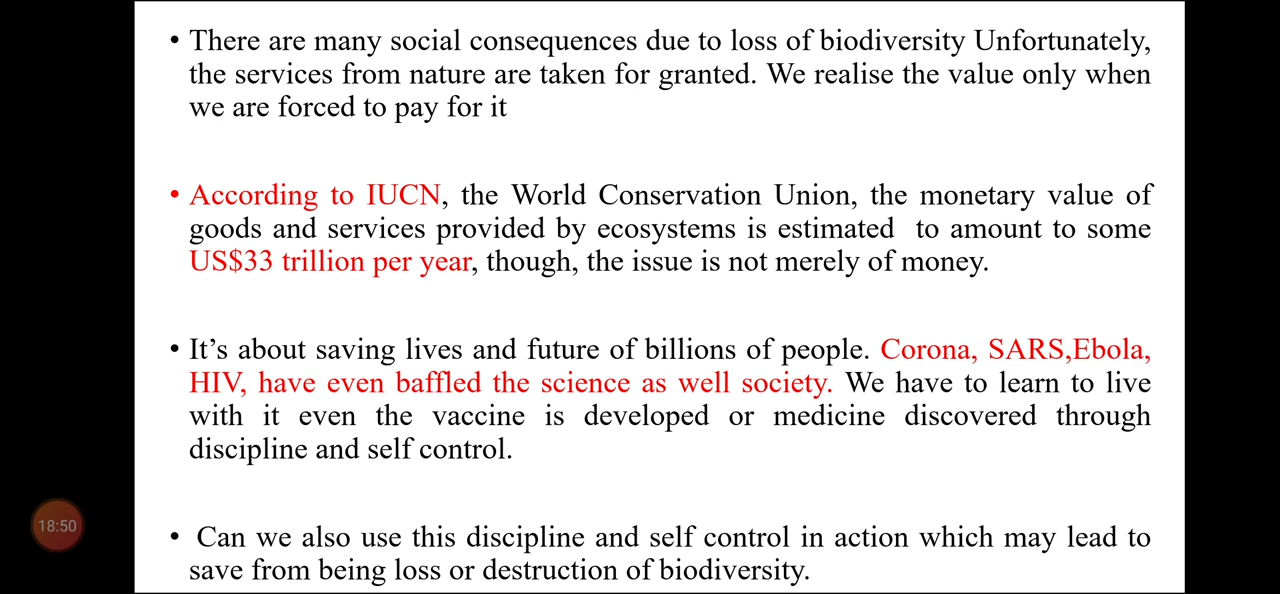 • There are many social consequences due to loss of biodiversity Unfortunately,
the services from nature are taken for granted. We realise the value only when
we are forced to pay for it
• According to IUCN, the World Conservation Union, the monetary value of
goods and services provided by ecosystems is estimated to amount to some
US$33 trillion per year, though, the issue is not merely of money.
• It’s about saving lives and future of billions of people. Corona, SARS,Ebola,
HIV, have even baffled the science as well society. We have to learn to live
with it even the vaccine is developed or medicine discovered through
discipline and self control.
18:50
• Can we also use this discipline and self control in action which may lead to
save from being loss or destruction of biodiversity.